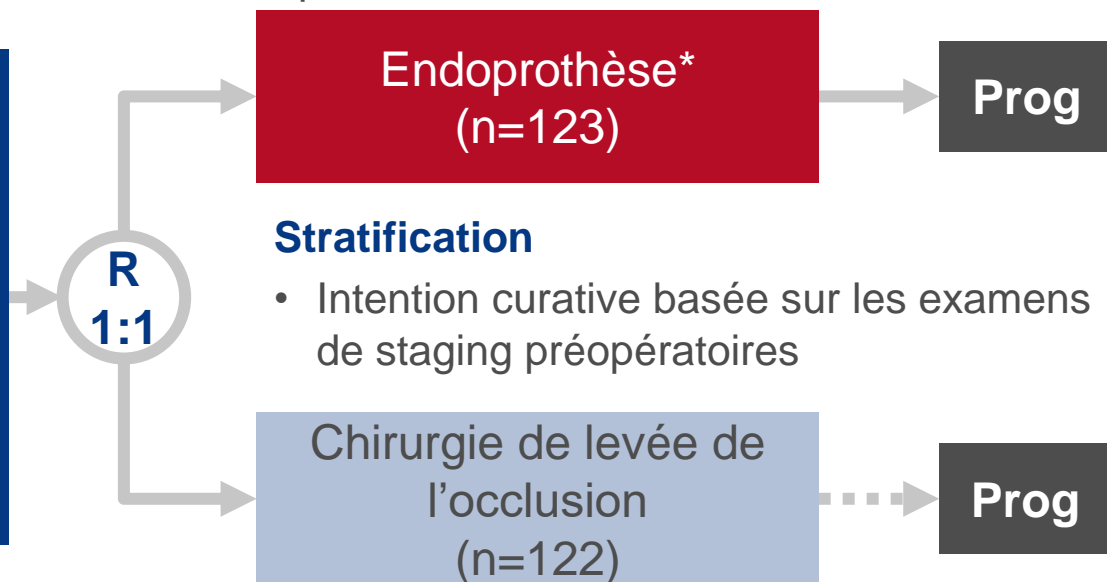 Endoprothèse*
(n=123)
Prog
R
1:1
Stratification
• Intention curative basée sur les examens
de staging préopératoires
Chirurgie de levée de
l’occlusion
(n=122)
Prog